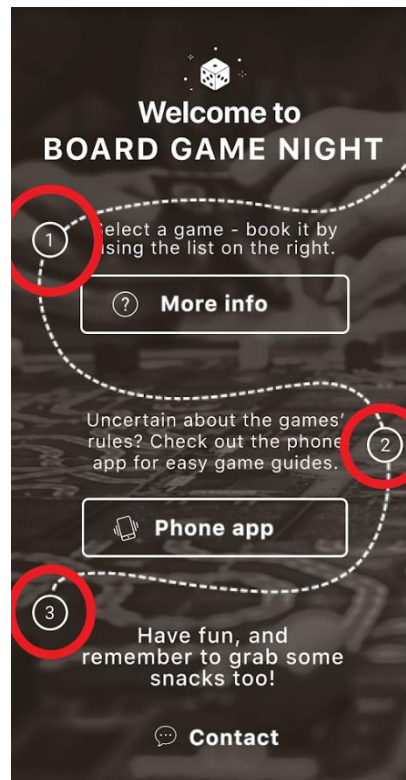 Welcome to
BOARD GAME NIGHT
1
Select a game - book it by
using the list on the right.
? More info
Uncertain about the games'
rules? Check out the phone
app for easy game guides.
2
Phone app
3
Have fun, and
remember to grab some
snacks too!
Contact